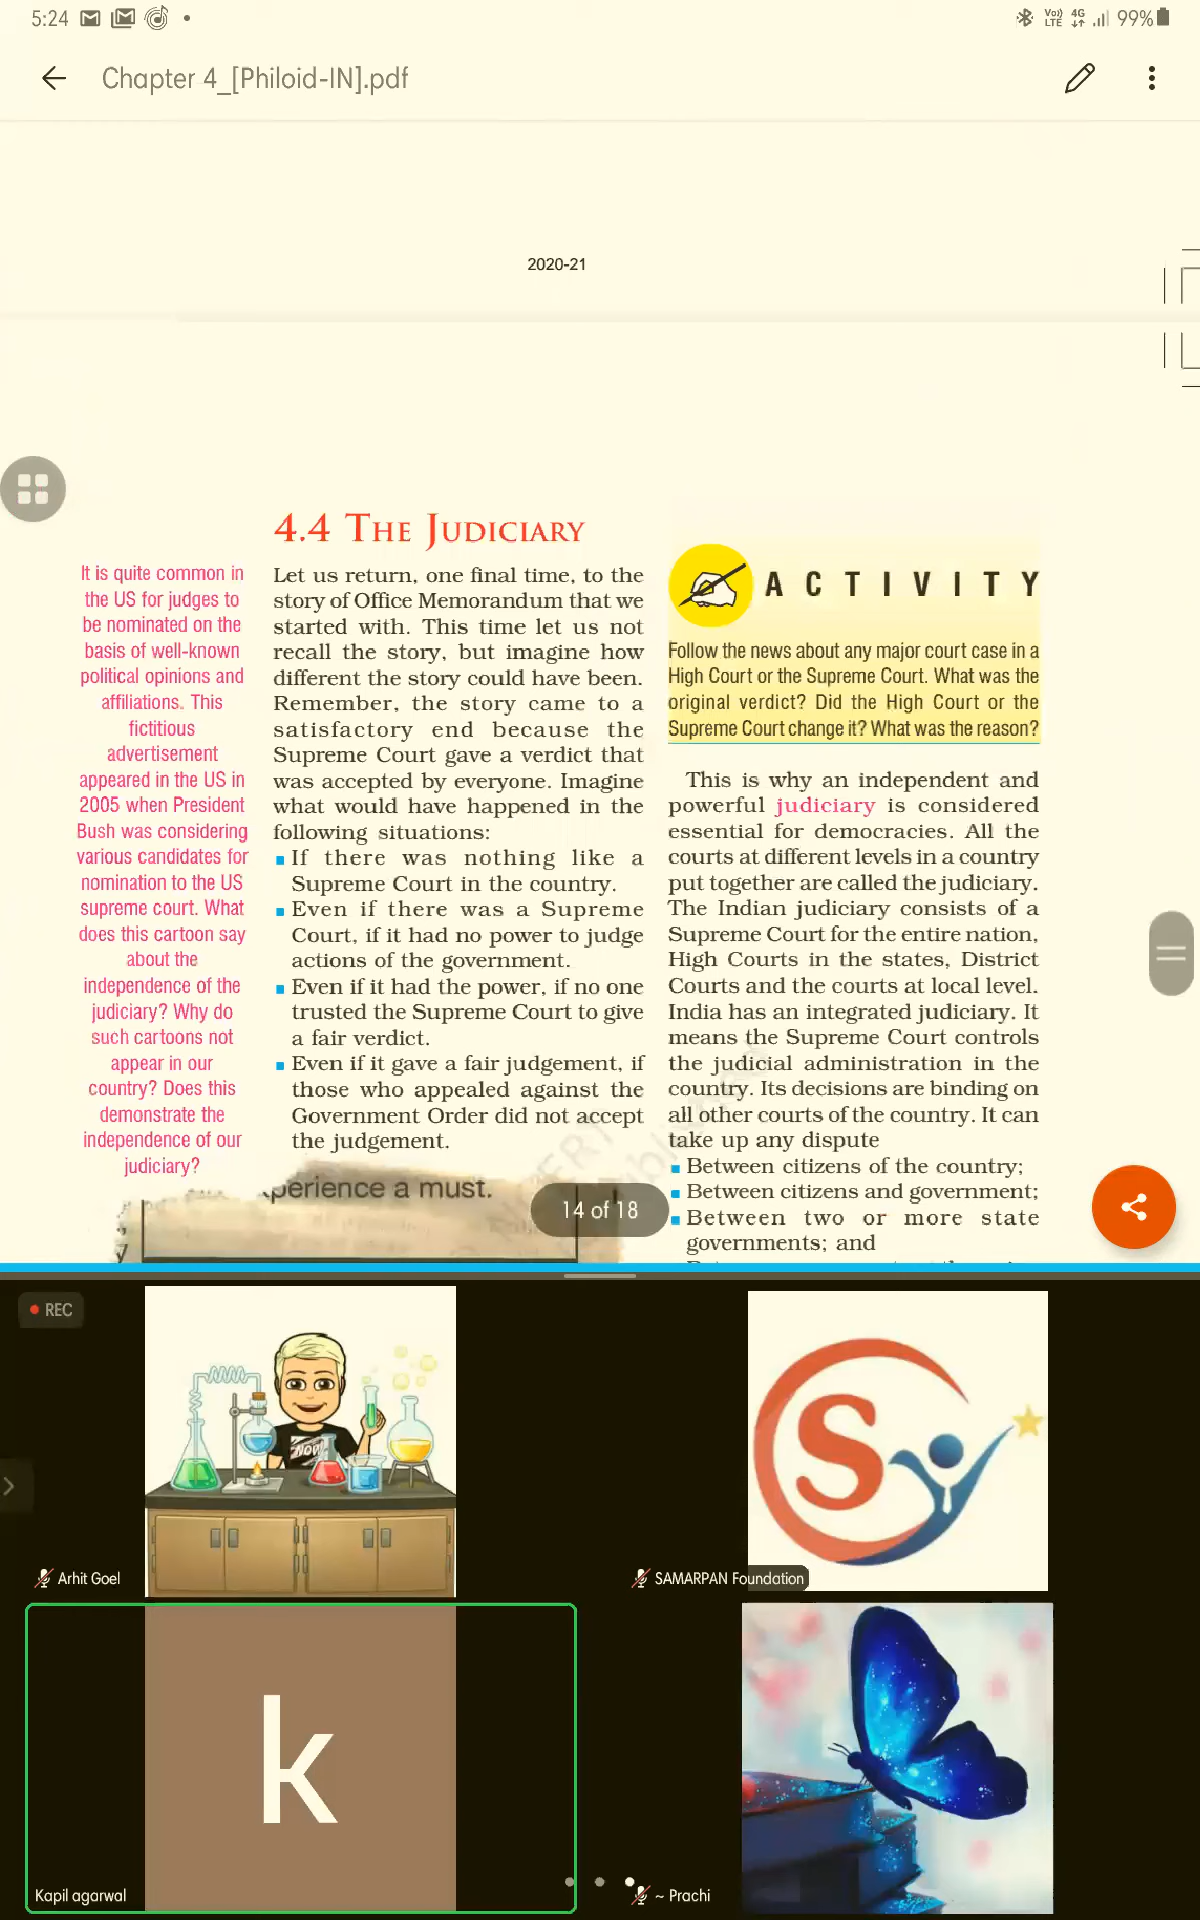 5:24
Vo)) LTE 4G 99%
Chapter 4_[Philoid-IN].pdf
2020-21
It is quite common in
the US for judges to
be nominated on the
basis of well-known
political opinions and
affiliations. This
fictitious
advertisement
appeared in the US in
2005 when President
Bush was considering
various candidates for
nomination to the US
supreme court. What
does this cartoon say
about the
independence of the
judiciary? Why do
such cartoons not
appear in our
country? Does this
demonstrate the
independence of our
judiciary?
4.4 THE JUDICIARY
Let us return, one final time, to the
story of Office Memorandum that we
started with. This time let us not
recall the story, but imagine how
different the story could have been.
Remember, the story came to a
satisfactory end because the
Supreme Court gave a verdict that
was accepted by everyone. Imagine
what would have happened in the
following situations:
If there was nothing like a
Supreme Court in the country.
Even if there was a Supreme
Court, if it had no power to judge
actions of the government.
Even if it had the power, if no one
trusted the Supreme Court to give
a fair verdict.
Even if it gave a fair judgement, if
those who appealed against the
Government Order did not accept
the judgement.
perience a must.
ACTIVITY
Follow the news about any major court case in a
High Court or the Supreme Court. What was the
original verdict? Did the High Court or the
Supreme Court change it? What was the reason?
This is why an independent and
powerful judiciary is considered
essential for democracies. All the
courts at different levels in a country
put together are called the judiciary.
The Indian judiciary consists of a
Supreme Court for the entire nation,
High Courts in the states, District
Courts and the courts at local level.
India has an integrated judiciary. It
means the Supreme Court controls
the judicial administration in the
country. Its decisions are binding on
all other courts of the country. It can
take up any dispute
Between citizens of the country;
Between citizens and government;
Between two or more state
governments; and
14 of 18
REC
NOW
Arhit Goel
S
SAMARPAN Foundation
k
Kapil agarwal
~ Prachi